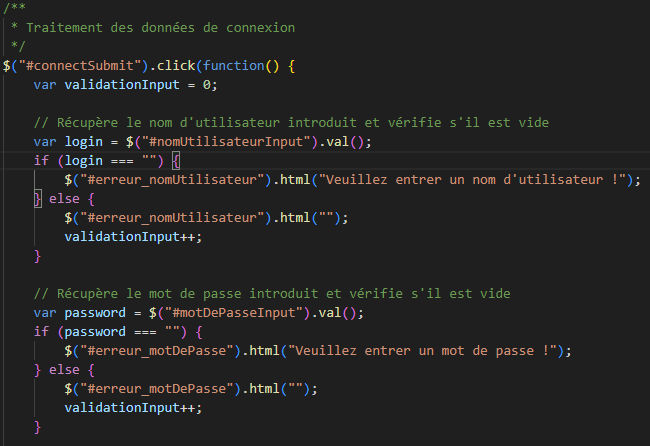 /**
 * Traitement des données de connexion
 */
$("#connectSubmit").click(function() {
    var validationInput = 0;

    // Récupère le nom d'utilisateur introduit et vérifie s'il est vide
    var login = $("#nomUtilisateurInput").val();
    if (login === "") {
        $("#erreur_nomUtilisateur").html("Veuillez entrer un nom d'utilisateur !");
    } else {
        $("#erreur_nomUtilisateur").html("");
        validationInput++;
    }

    // Récupère le mot de passe introduit et vérifie s'il est vide
    var password = $("#motDePasseInput").val();
    if (password === "") {
        $("#erreur_motDePasse").html("Veuillez entrer un mot de passe !");
    } else {
        $("#erreur_motDePasse").html("");
        validationInput++;
    }